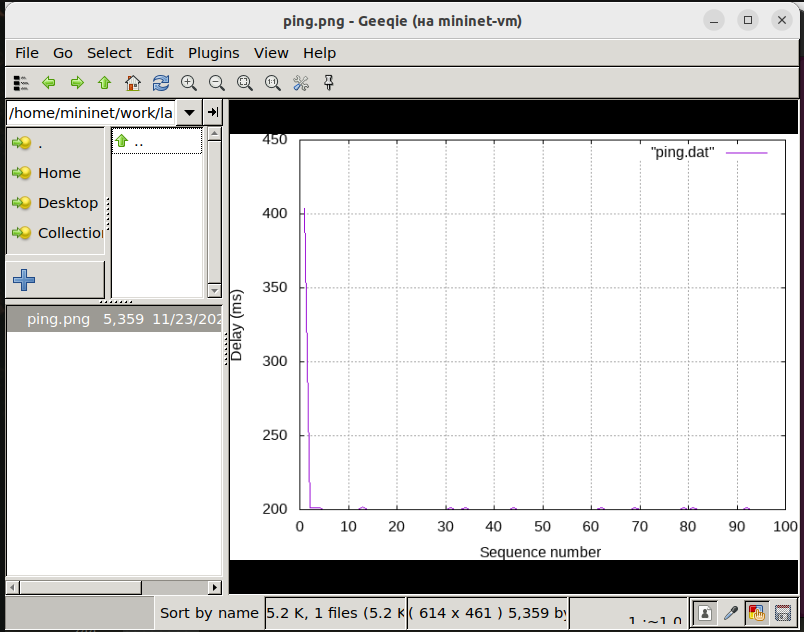 ping.png - Geeqie (на mininet-vm)
File Go Select Edit Plugins View Help
/home/mininet/work/la
.
..
Home
Desktop
Collection
ping.png 5,359 11/23/202
450
400
350
300
250
200
Delay (ms)
"ping.dat"
0 10 20 30 40 50 60 70 80 90 100
Sequence number
Sort by name 5.2 K, 1 files (5.2 K ( 614 x 461 ) 5,359 by